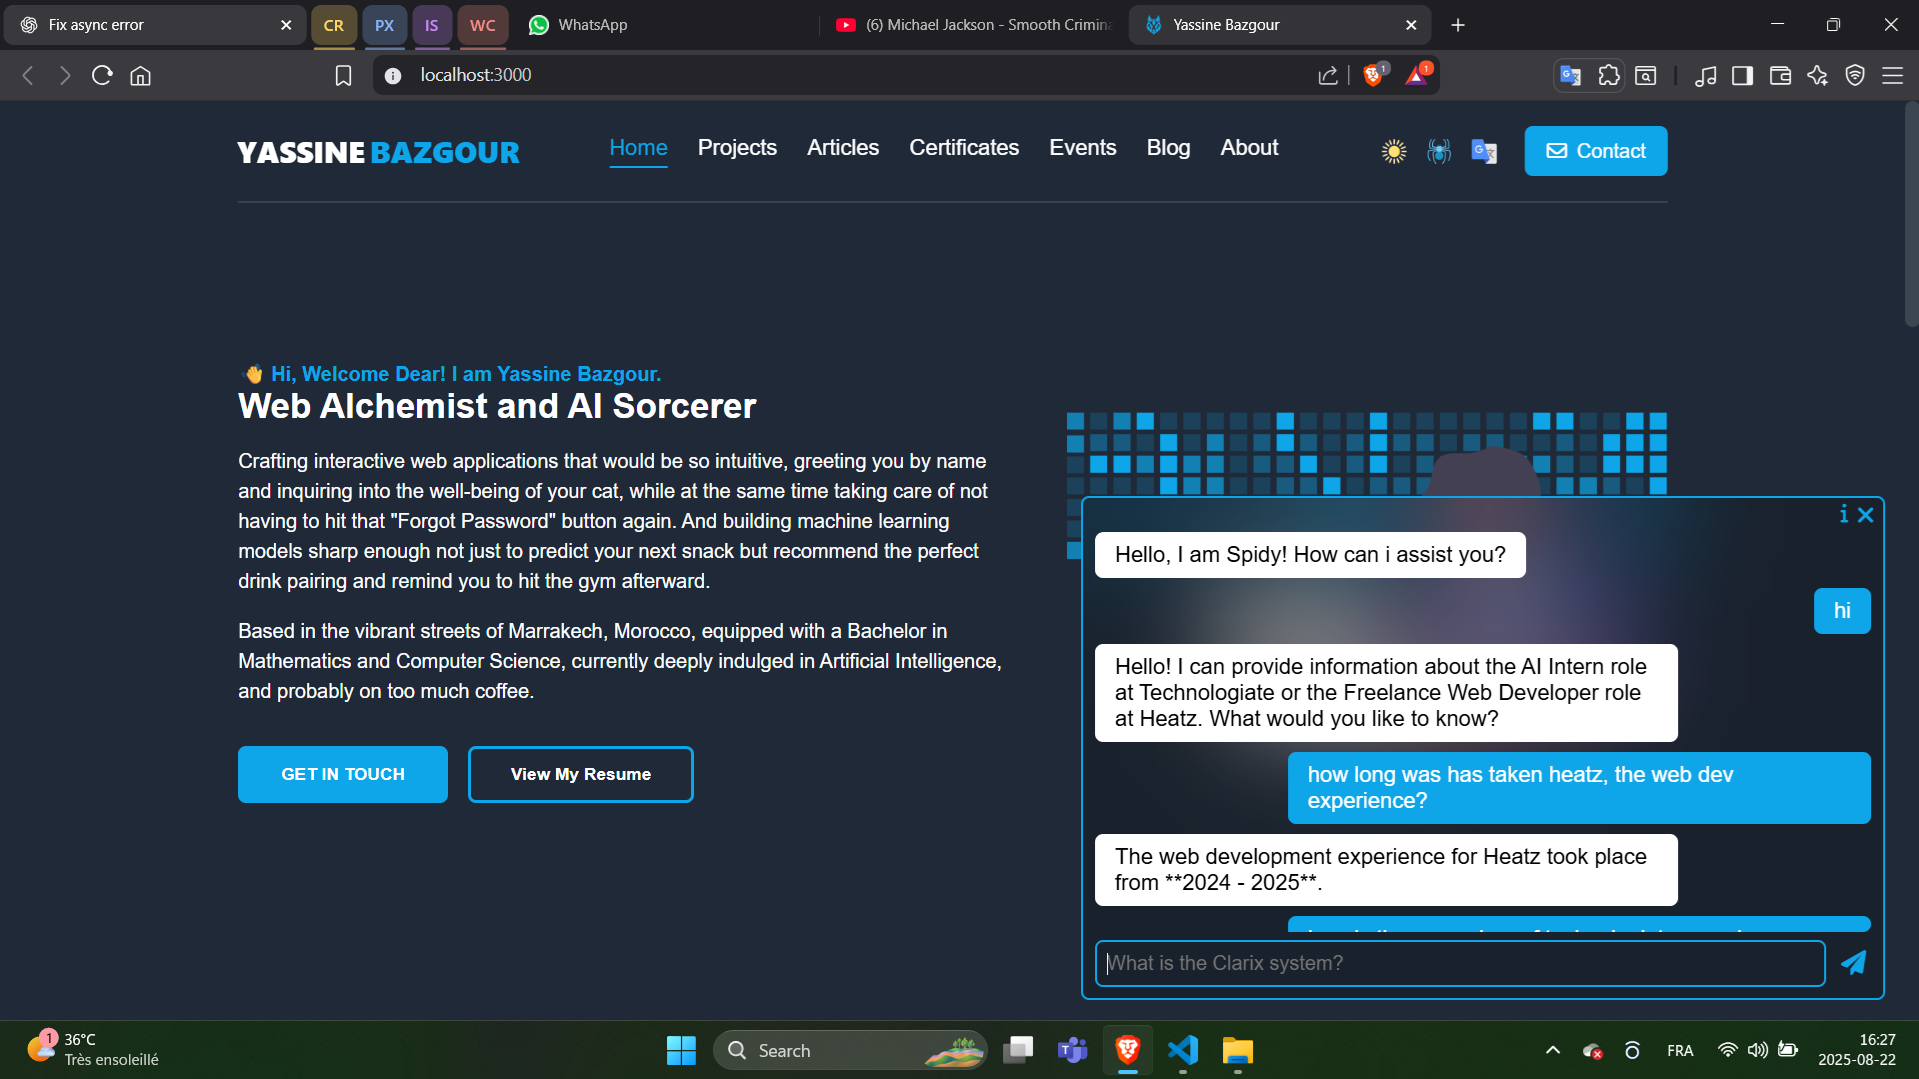 Fix async error
CR
PX
IS
WC
WhatsApp
(6) Michael Jackson - Smooth Crimina
Yassine Bazgour
localhost:3000
1
1
YASSINE BAZGOUR
Home
Projects
Articles
Certificates
Events
Blog
About
Contact
Hi, Welcome Dear! I am Yassine Bazgour.
Web Alchemist and AI Sorcerer
Crafting interactive web applications that would be so intuitive, greeting you by name
and inquiring into the well-being of your cat, while at the same time taking care of not
having to hit that "Forgot Password" button again. And building machine learning
models sharp enough not just to predict your next snack but recommend the perfect
drink pairing and remind you to hit the gym afterward.
Based in the vibrant streets of Marrakech, Morocco, equipped with a Bachelor in
Mathematics and Computer Science, currently deeply indulged in Artificial Intelligence,
and probably on too much coffee.
GET IN TOUCH
View My Resume
Hello, I am Spidy! How can i assist you?
hi
Hello! I can provide information about the AI Intern role
at Technologiate or the Freelance Web Developer role
at Heatz. What would you like to know?
how long was has taken heatz, the web dev
experience?
The web development experience for Heatz took place
from **2024 - 2025**.
What is the Clarix system?
1
36°C
Très ensoleillé
Search
FRA
16:27
2025-08-22